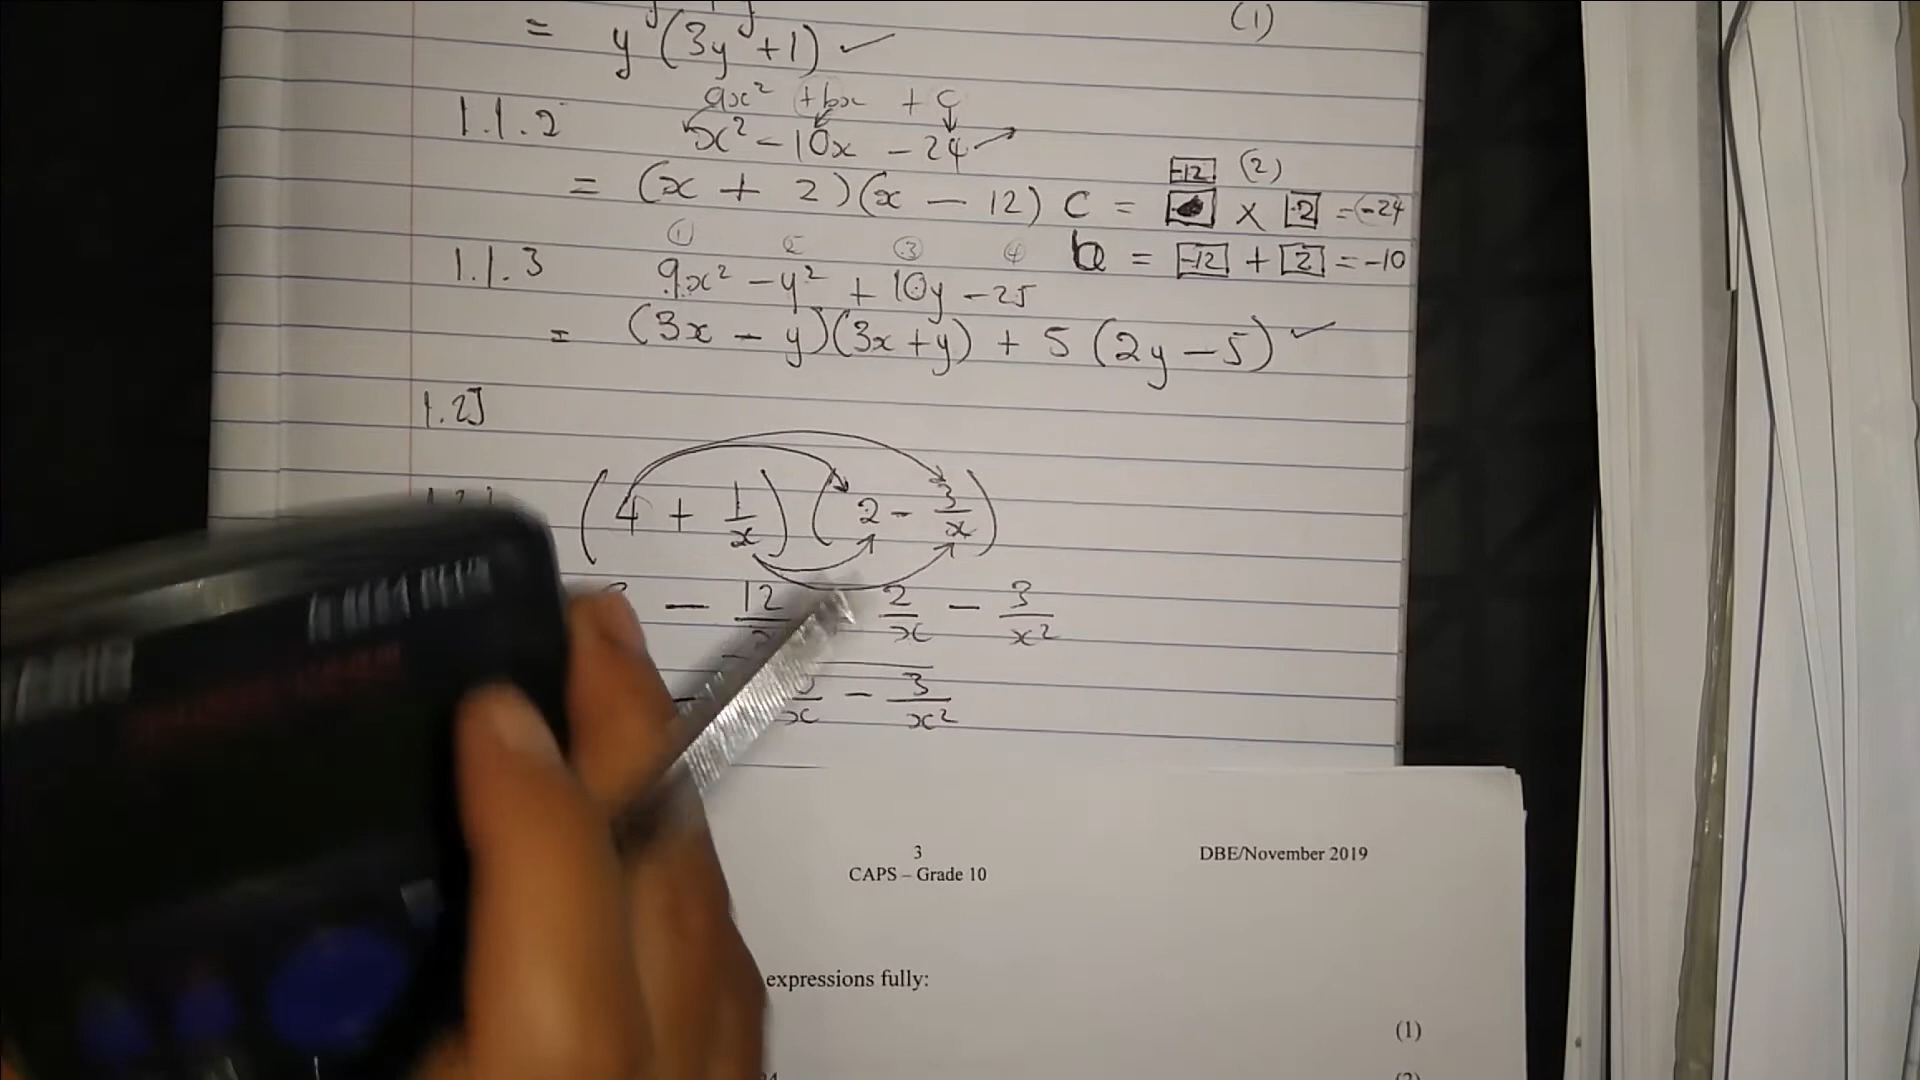 (1)
= y (3y + 1) ✓
ax² + bx + c
1.1.2 x² - 10x - 24
-12 (2)
= (x + 2)(x - 12) C = × 2 = -24
① 2 ③ ④ b = -12 + 2 = -10
1.1.3 9x² - y² + 10y - 25
= (3x - y)(3x + y) + 5 (2y - 5) ✓
1.2]
(4 + 1/x) (2 - 3/x)
- 12 2/x - 3/x²
- x - 3/x²
3
CAPS – Grade 10
DBE/November 2019
expressions fully:
(1)